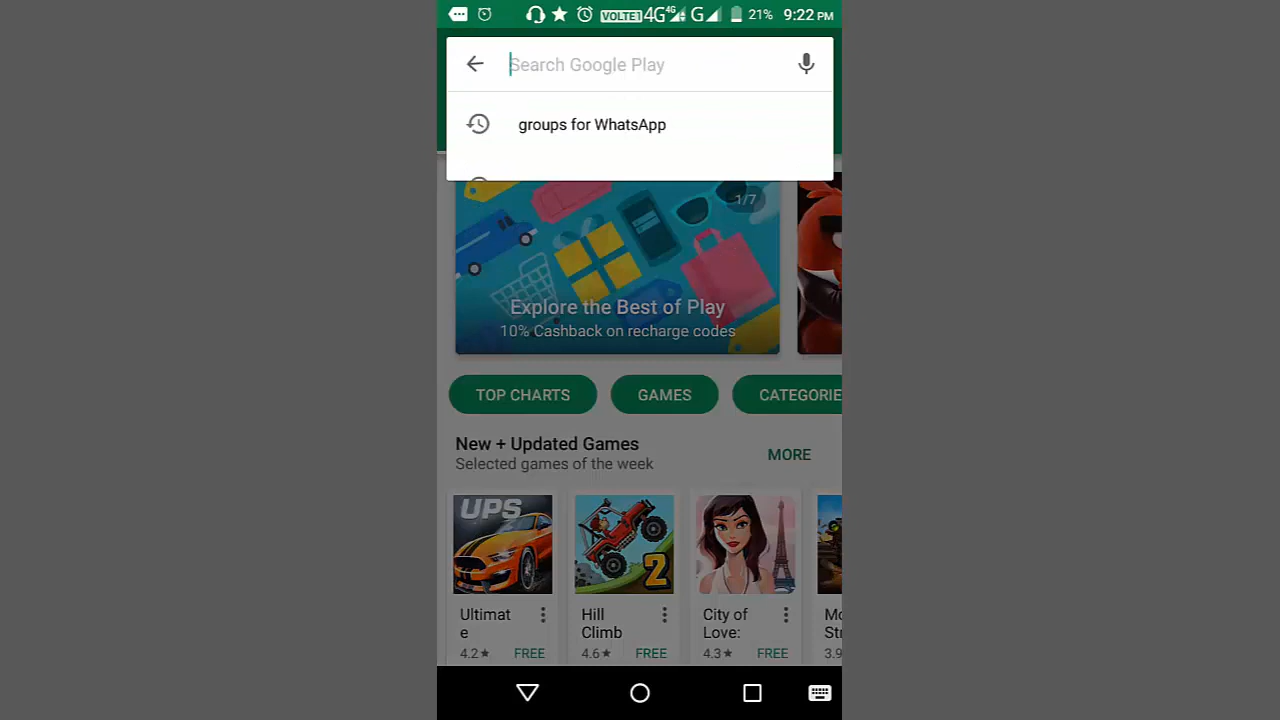 VOLTE1 4G 4G G 21% 9:22 PM
Search Google Play
groups for WhatsApp
1/7
Explore the Best of Play
10% Cashback on recharge codes
TOP CHARTS GAMES CATEGORIE
New + Updated Games
MORE
Selected games of the week
UPS
2
Ultimat
e
4.2★ FREE
Hill
Climb
4.6★ FREE
City of
Love:
4.3★ FREE
Mo
Str
3.9